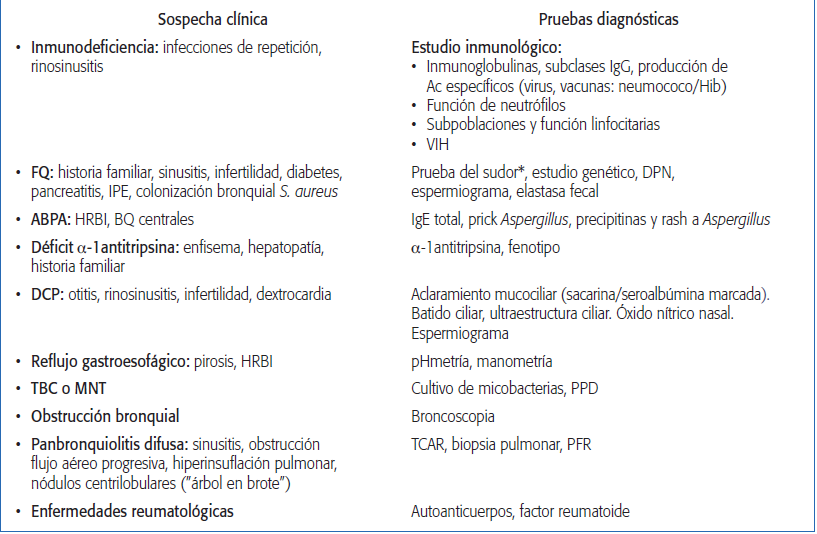 Sospecha clínica
Pruebas diagnósticas
• Inmunodeficiencia: infecciones de repetición,
rinosinusitis
Estudio inmunológico:
• Inmunoglobulinas, subclases IgG, producción de
Ac específicos (virus, vacunas: neumococo/Hib)
• Función de neutrófilos
• Subpoblaciones y función linfocitarias
• VIH
• FQ: historia familiar, sinusitis, infertilidad, diabetes,
pancreatitis, IPE, colonización bronquial S. aureus
Prueba del sudor*, estudio genético, DPN,
espermiograma, elastasa fecal
• ABPA: HRBI, BQ centrales
IgE total, prick Aspergillus, precipitinas y rash a Aspergillus
• Déficit α-1antitripsina: enfisema, hepatopatía,
historia familiar
α-1antitripsina, fenotipo
• DCP: otitis, rinosinusitis, infertilidad, dextrocardia
Aclaramiento mucociliar (sacarina/seroalbúmina marcada).
Batido ciliar, ultraestructura ciliar. Óxido nítrico nasal.
Espermiograma
• Reflujo gastroesofágico: pirosis, HRBI
pHmetría, manometría
• TBC o MNT
Cultivo de micobacterias, PPD
• Obstrucción bronquial
Broncoscopia
• Panbronquiolitis difusa: sinusitis, obstrucción
flujo aéreo progresiva, hiperinsuflación pulmonar,
nódulos centrilobulares ("árbol en brote")
TCAR, biopsia pulmonar, PFR
• Enfermedades reumatológicas
Autoanticuerpos, factor reumatoide